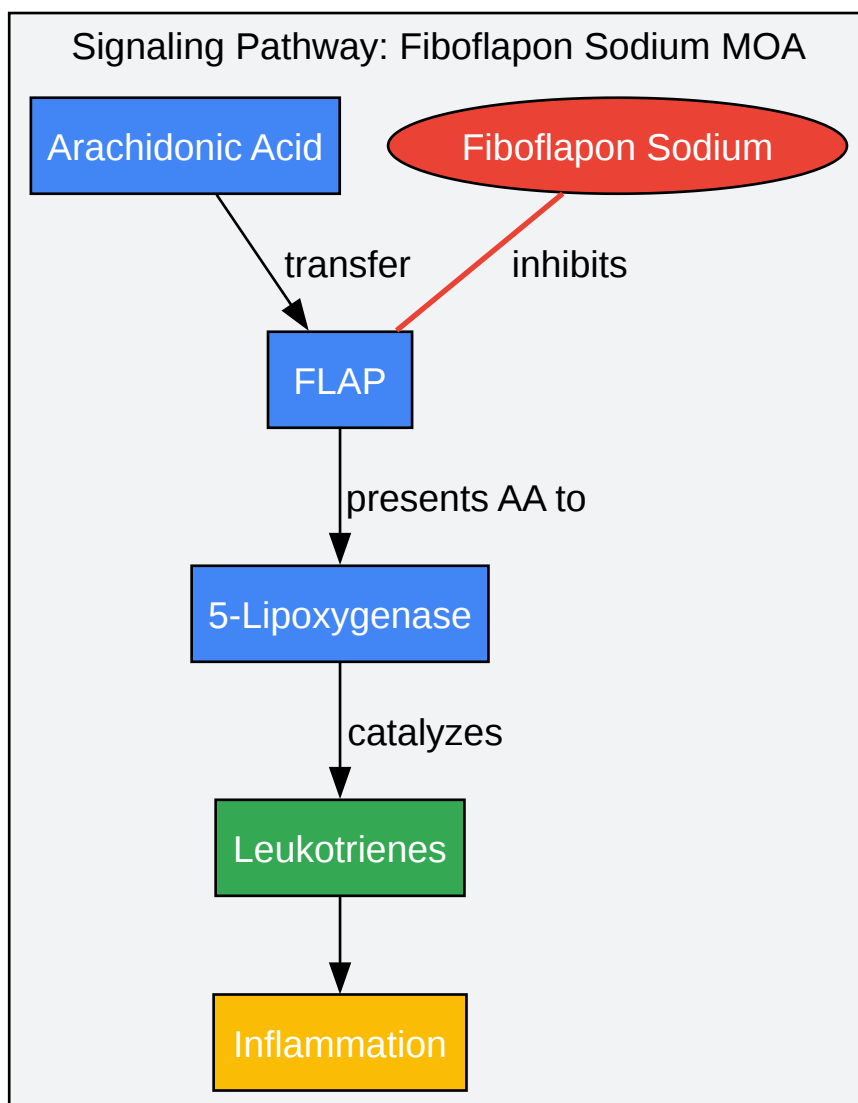 Signaling Pathway: Fiboflapon Sodium MOA
Arachidonic Acid
Fiboflapon Sodium
transfer
inhibits
FLAP
presents AA to
5-Lipoxygenase
catalyzes
Leukotrienes
Inflammation